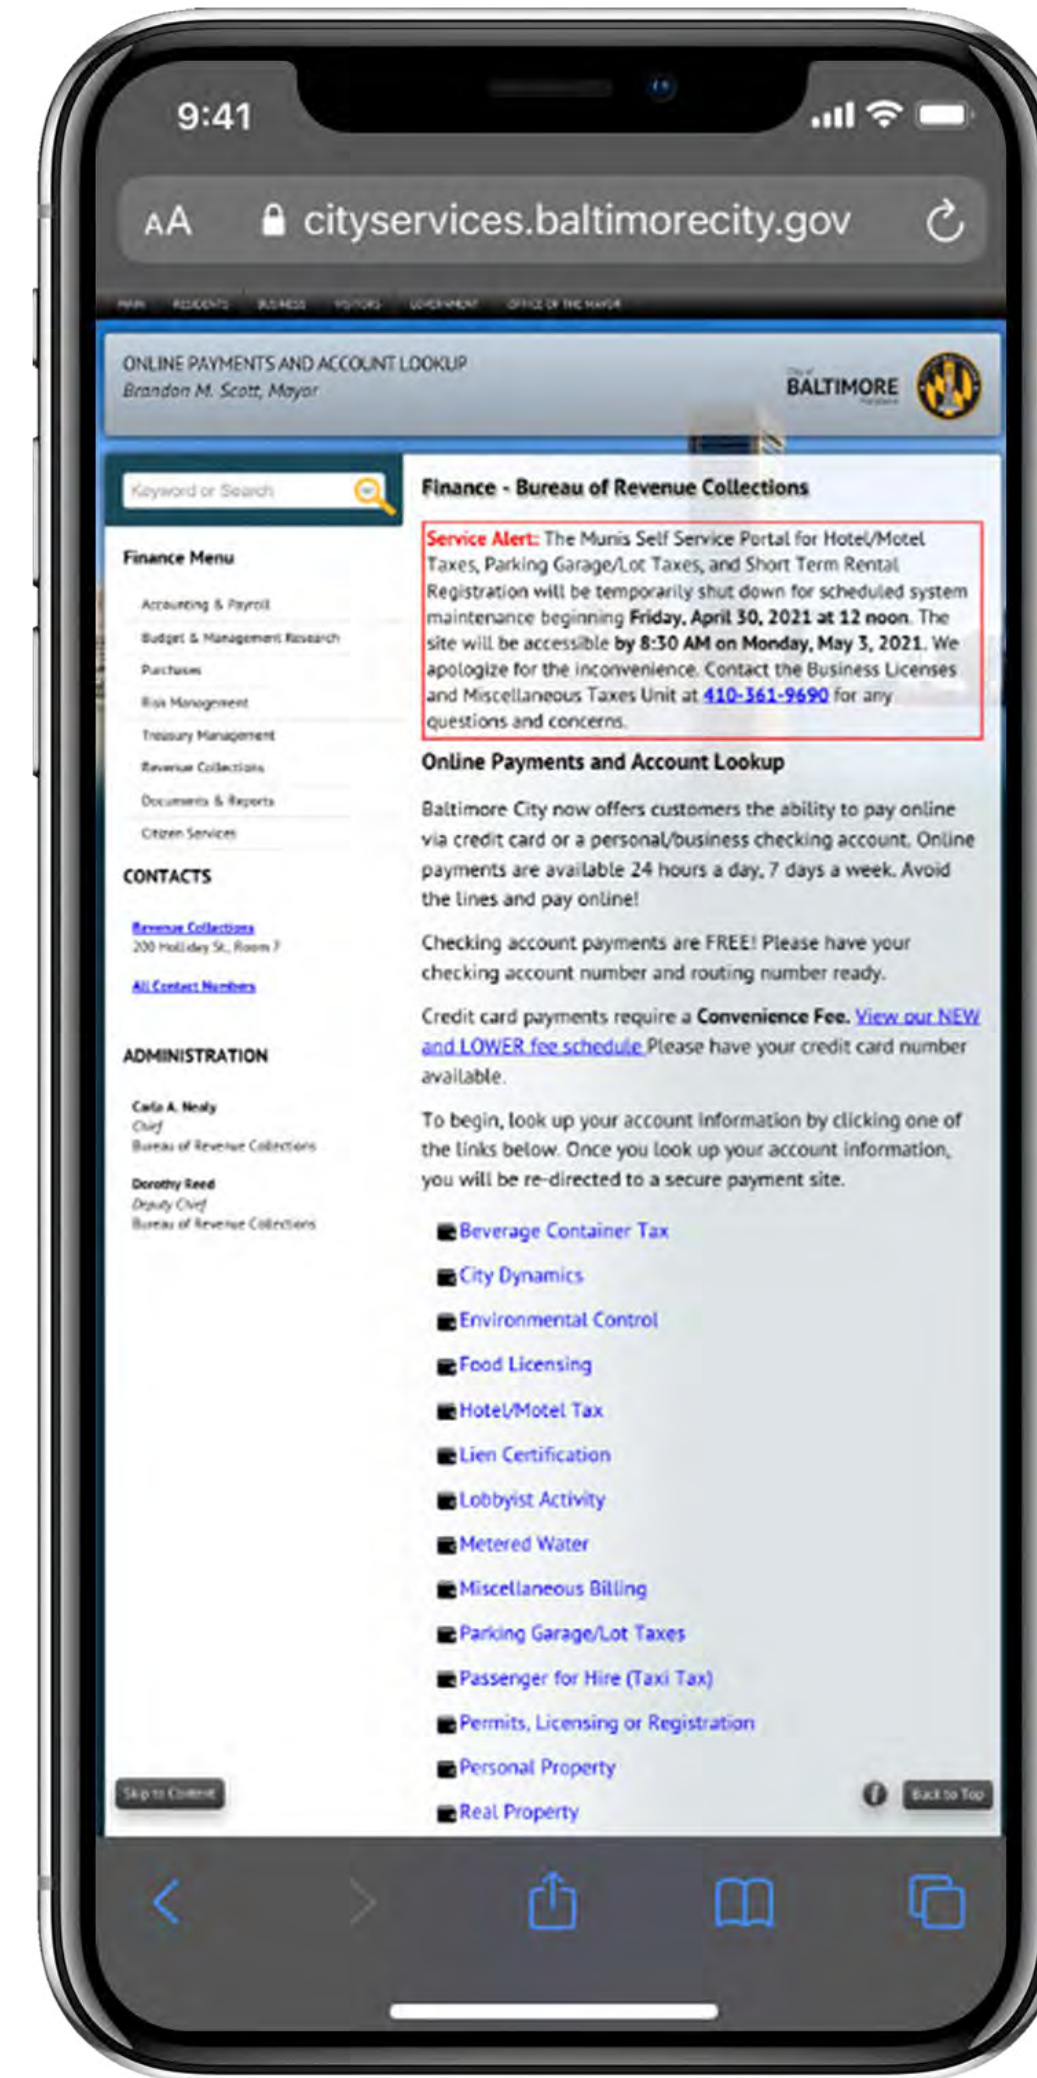 9:41
AA cityservices.baltimorecity.gov
MAIN RESIDENTS BUSINESS VISITORS GOVERNMENT OFFICE OF THE MAYOR
ONLINE PAYMENTS AND ACCOUNT LOOKUP
Brandon M. Scott, Mayor
City of
BALTIMORE
Keyword or Search
Finance Menu
Accounting & Payroll
Budget & Management Research
Purchases
Risk Management
Treasury Management
Revenue Collections
Documents & Reports
Citizen Services
CONTACTS
Revenue Collections
200 Holliday St., Room 7
All Contact Numbers
ADMINISTRATION
Carla A. Nealy
Chief
Bureau of Revenue Collections
Dorothy Reed
Deputy Chief
Bureau of Revenue Collections
Finance - Bureau of Revenue Collections
Service Alert: The Munis Self Service Portal for Hotel/Motel
Taxes, Parking Garage/Lot Taxes, and Short Term Rental
Registration will be temporarily shut down for scheduled system
maintenance beginning Friday, April 30, 2021 at 12 noon. The
site will be accessible by 8:30 AM on Monday, May 3, 2021. We
apologize for the inconvenience. Contact the Business Licenses
and Miscellaneous Taxes Unit at 410-361-9690 for any
questions and concerns.
Online Payments and Account Lookup
Baltimore City now offers customers the ability to pay online
via credit card or a personal/business checking account. Online
payments are available 24 hours a day, 7 days a week. Avoid
the lines and pay online!
Checking account payments are FREE! Please have your
checking account number and routing number ready.
Credit card payments require a Convenience Fee. View our NEW
and LOWER fee schedule Please have your credit card number
available.
To begin, look up your account information by clicking one of
the links below. Once you look up your account information,
you will be re-directed to a secure payment site.
Beverage Container Tax
City Dynamics
Environmental Control
Food Licensing
Hotel/Motel Tax
Lien Certification
Lobbyist Activity
Metered Water
Miscellaneous Billing
Parking Garage/Lot Taxes
Passenger for Hire (Taxi Tax)
Permits, Licensing or Registration
Personal Property
Real Property
Skip to Content
Back to Top